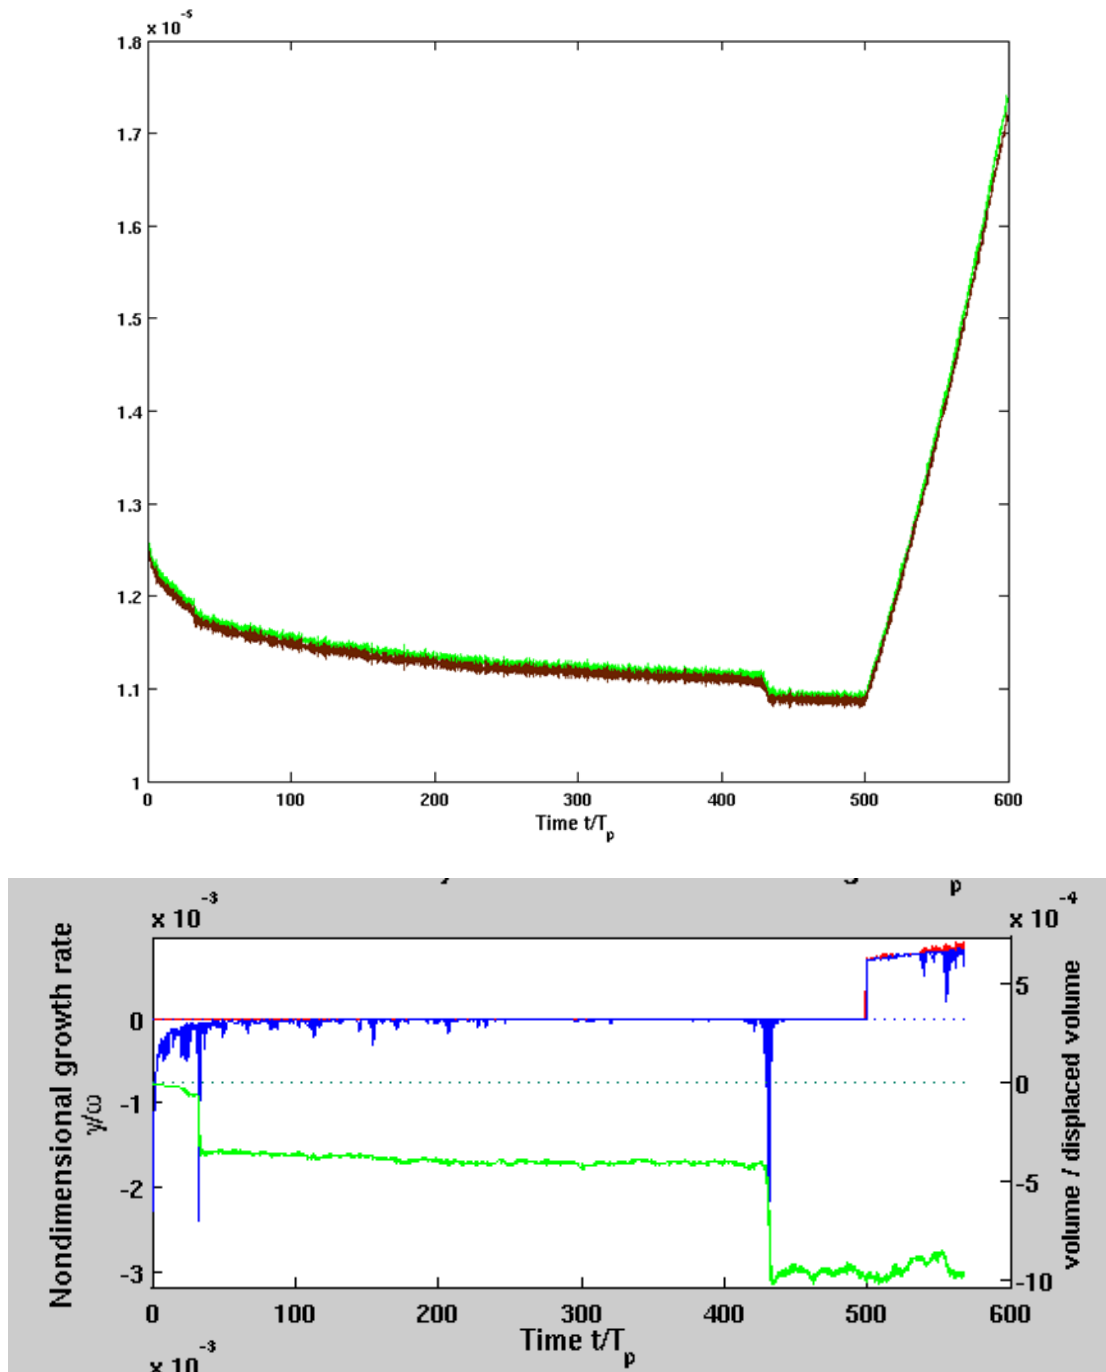 x 10⁻⁵
1.8
1.7
1.6
1.5
1.4
1.3
1.2
1.1
1
0 100 200 300 400 500 600
Time t/Tₚ
p
x 10⁻³ x 10⁻⁴
Nondimensional growth rate
γ/ω
0
-1
-2
-3
5
0
-5
-10
volume / displaced volume
0 100 200 300 400 500 600
Time t/Tₚ
x 10⁻³